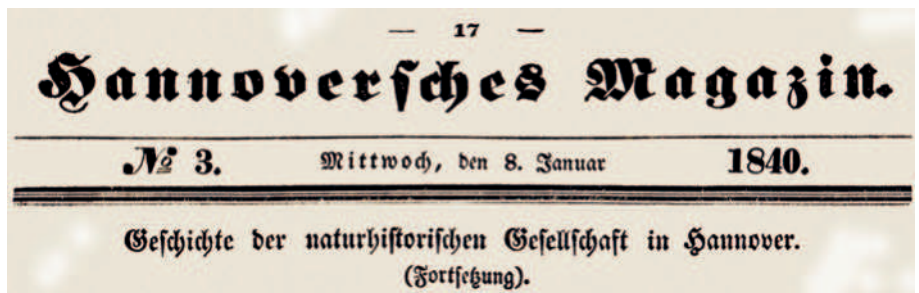 — 17 —
Hannoversches Magazin.
№ 3. Mittwoch, den 8. Januar 1840.
Geschichte der naturhistorischen Gesellschaft in Hannover.
(Fortsetzung).